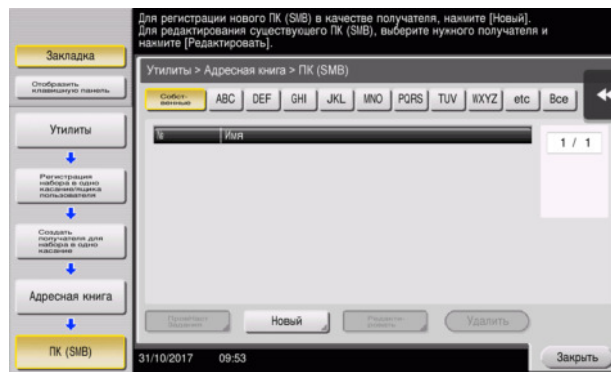 Для регистрации нового ПК (SMB) в качестве получателя, нажмите [Новый].
Для редактирования существующего ПК (SMB), выберите нужного получателя и
нажмите [Редактировать].
Закладка
Отобразить
клавишную панель
Утилиты
Регистрация
набора в одно
касание/ящика
пользователя
Создать
получателя для
набора в одно
касание
Адресная книга
ПК (SMB)
Утилиты > Адресная книга > ПК (SMB)
Собст-
венные
ABC DEF GHI JKL MNO PQRS TUV WXYZ etc Все
№ Имя
1 / 1
Новый
Удалить
31/10/2017 09:53
Закрыть